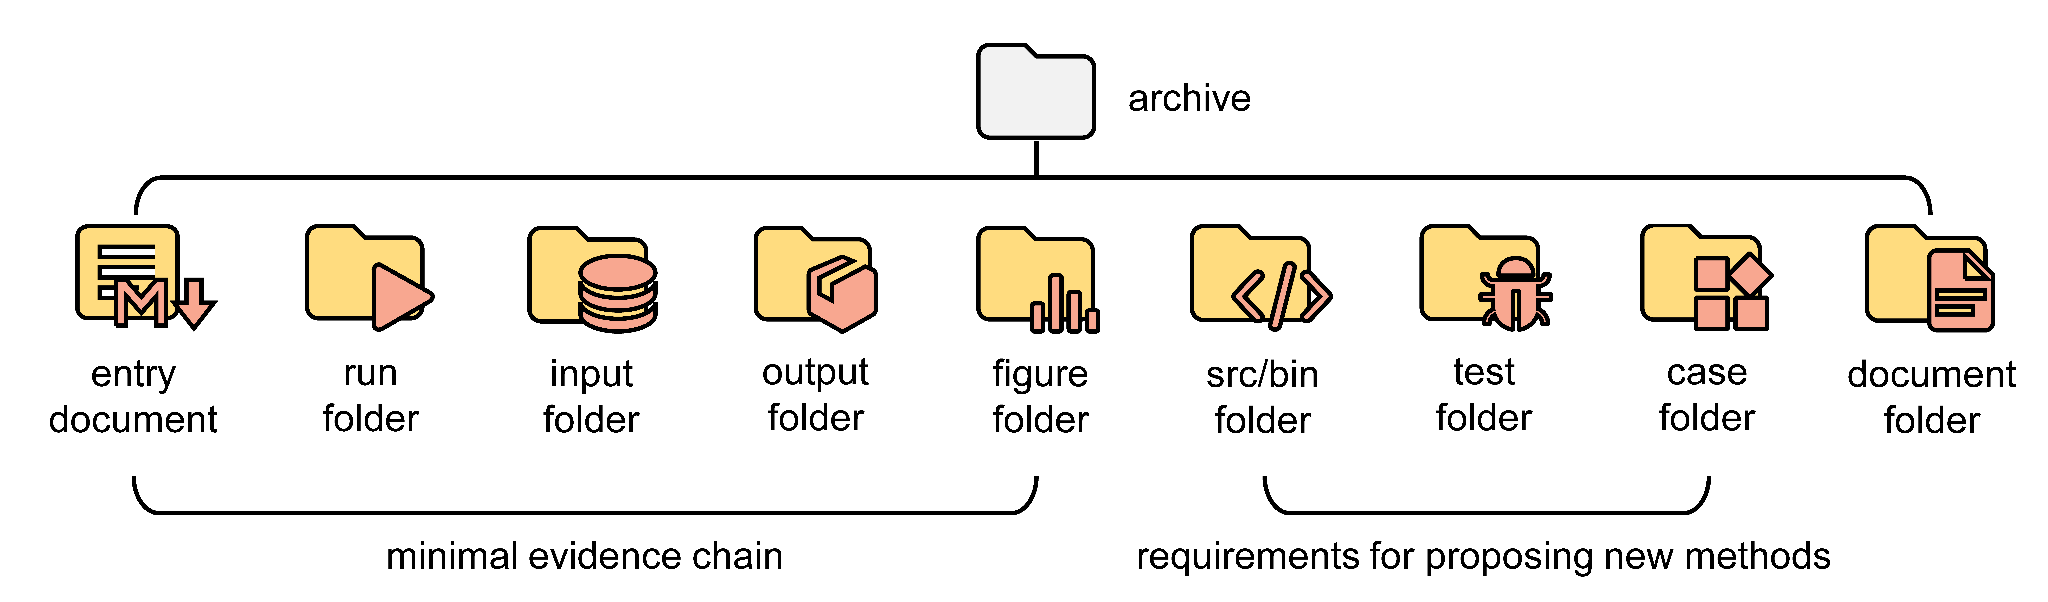 archive
entry
document
run
folder
input
folder
output
folder
figure
folder
src/bin
folder
test
folder
case
folder
document
folder
minimal evidence chain
requirements for proposing new methods